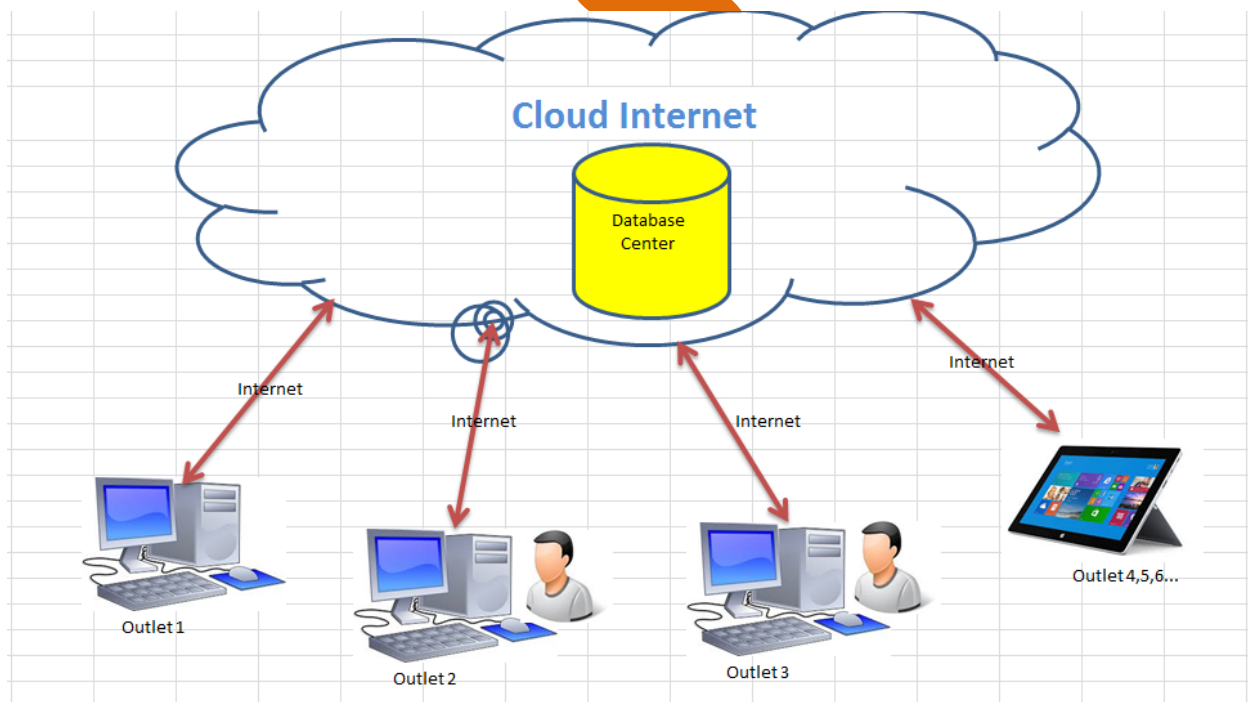 Cloud Internet
Database
Center
Internet
Internet
Internet
Internet
Outlet 1
Outlet 2
Outlet 3
Outlet 4,5,6...